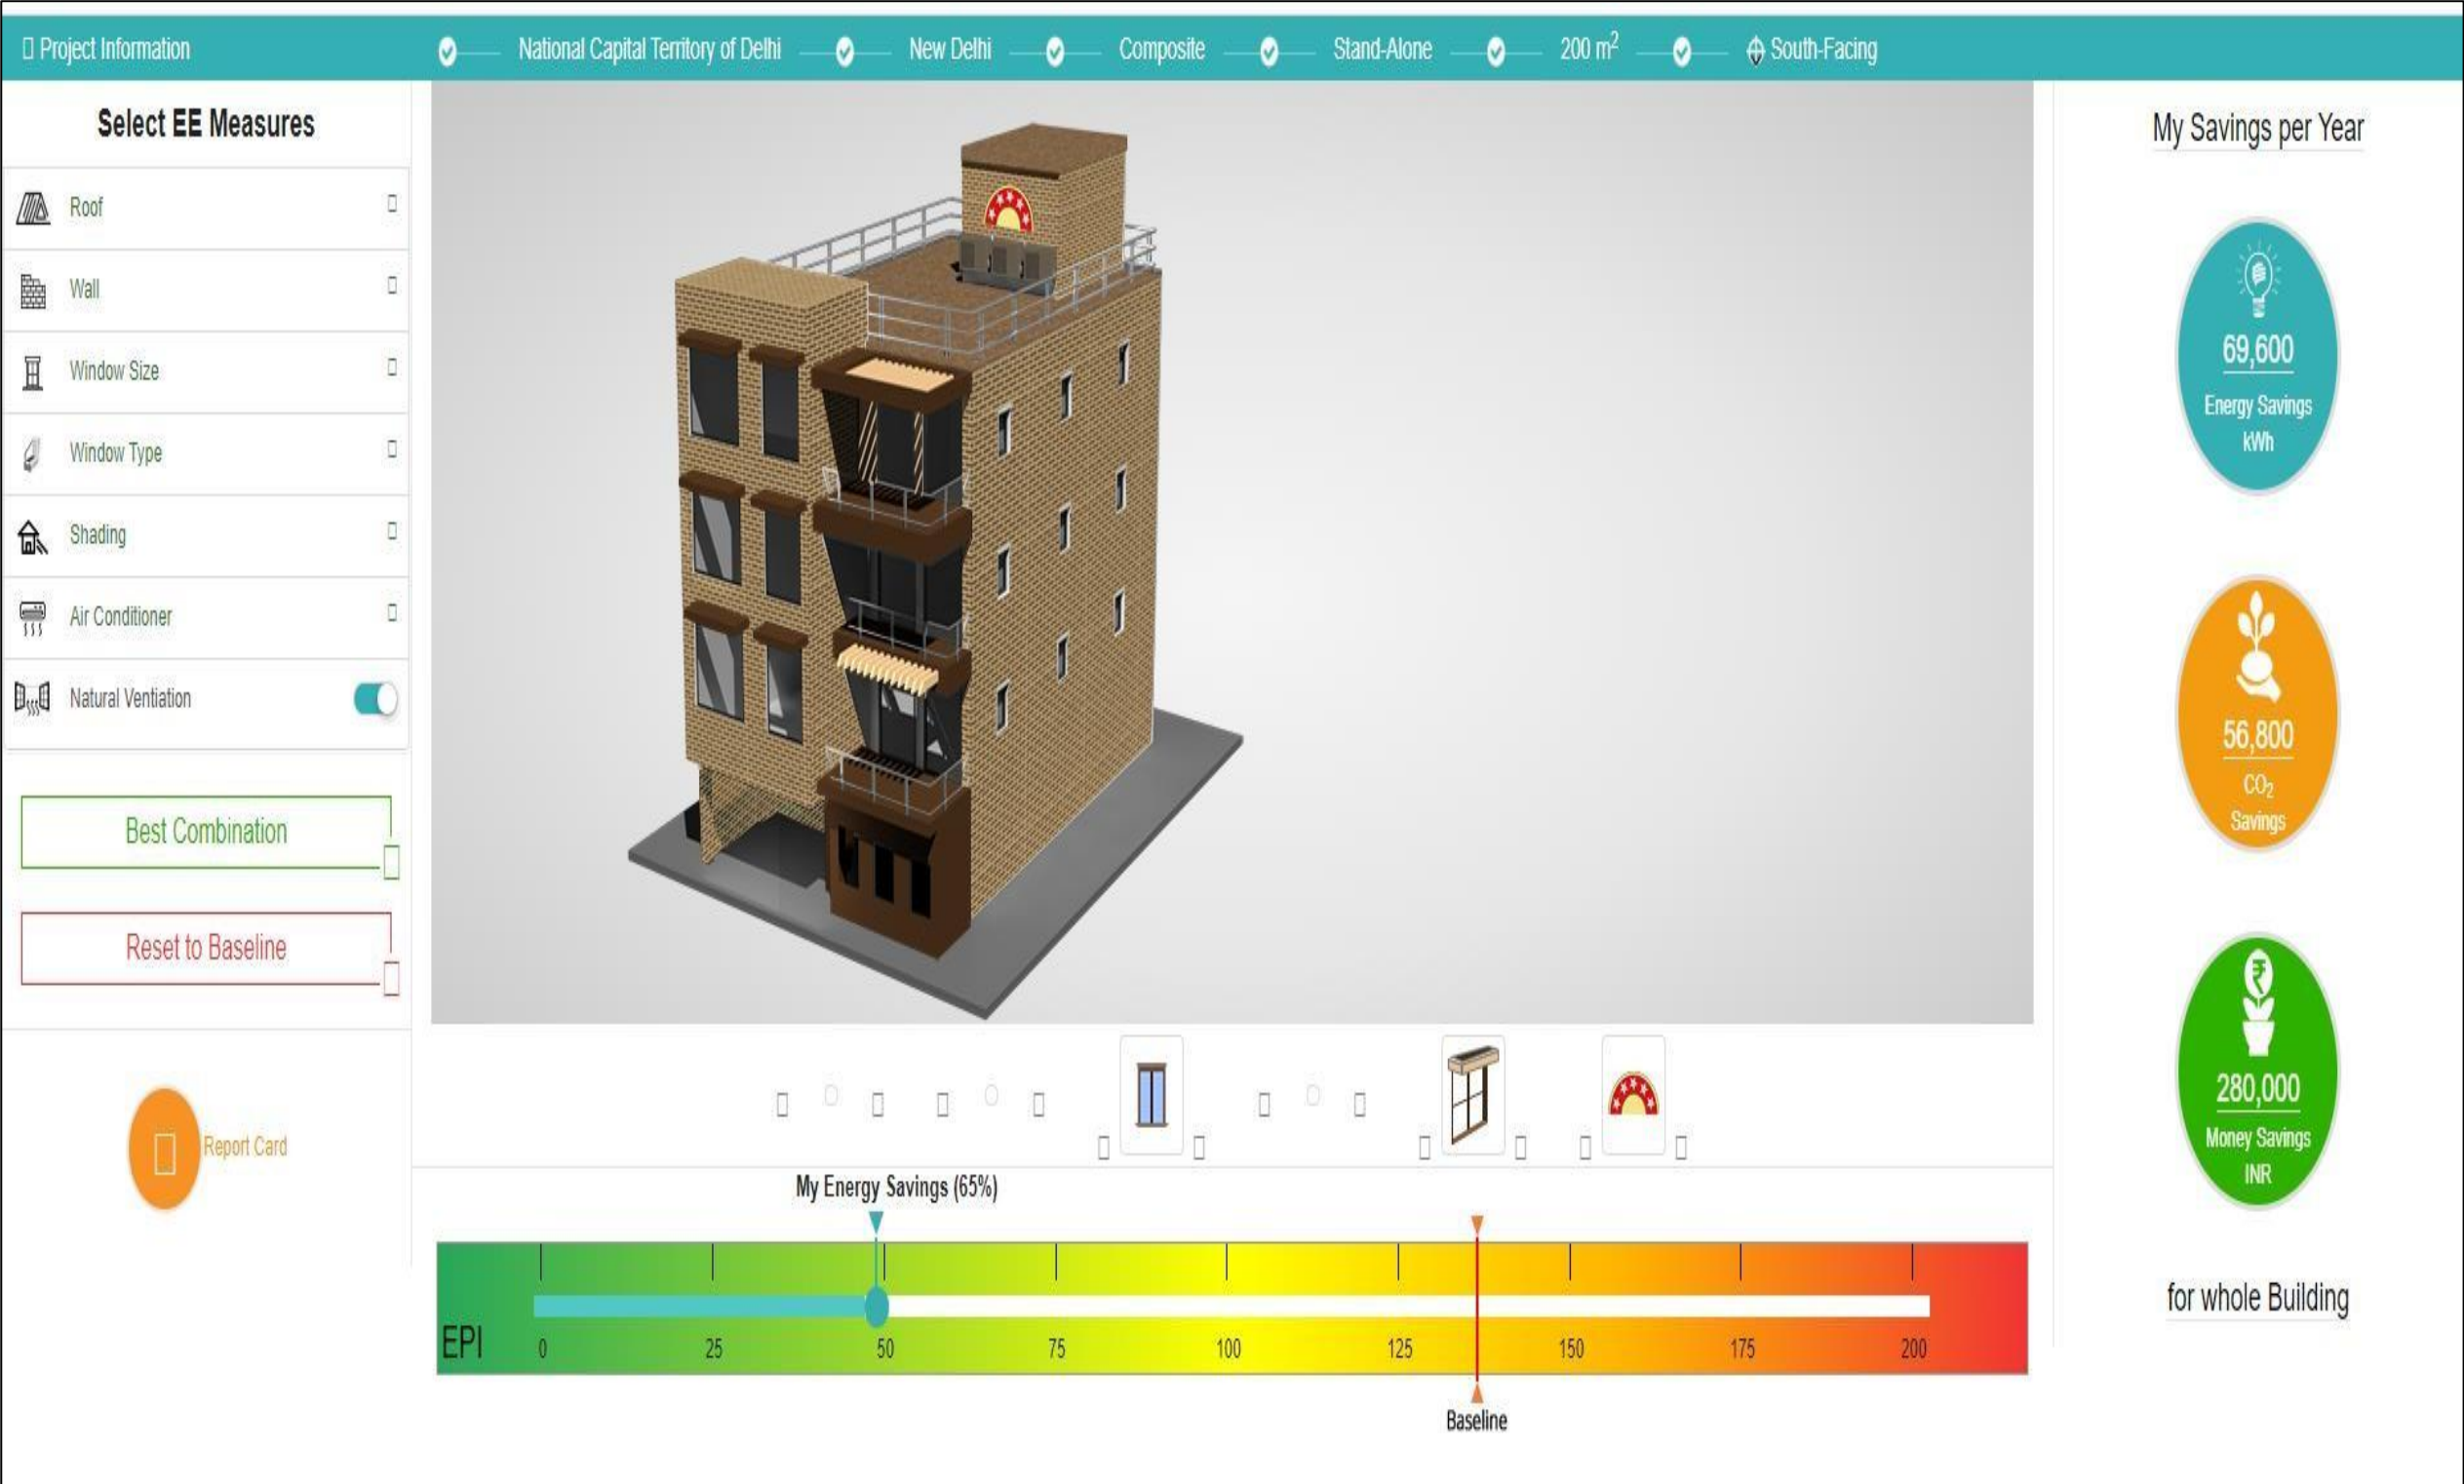 Project Information
National Capital Territory of Delhi
New Delhi
Composite
Stand-Alone
200 m²
South-Facing
Select EE Measures
Roof
Wall
Window Size
Window Type
Shading
Air Conditioner
Natural Ventiation
Best Combination
Reset to Baseline
Report Card
My Savings per Year
69,600
Energy Savings
kWh
56,800
CO₂
Savings
280,000
Money Savings
INR
for whole Building
My Energy Savings (65%)
EPI 0 25 50 75 100 125 150 175 200
Baseline